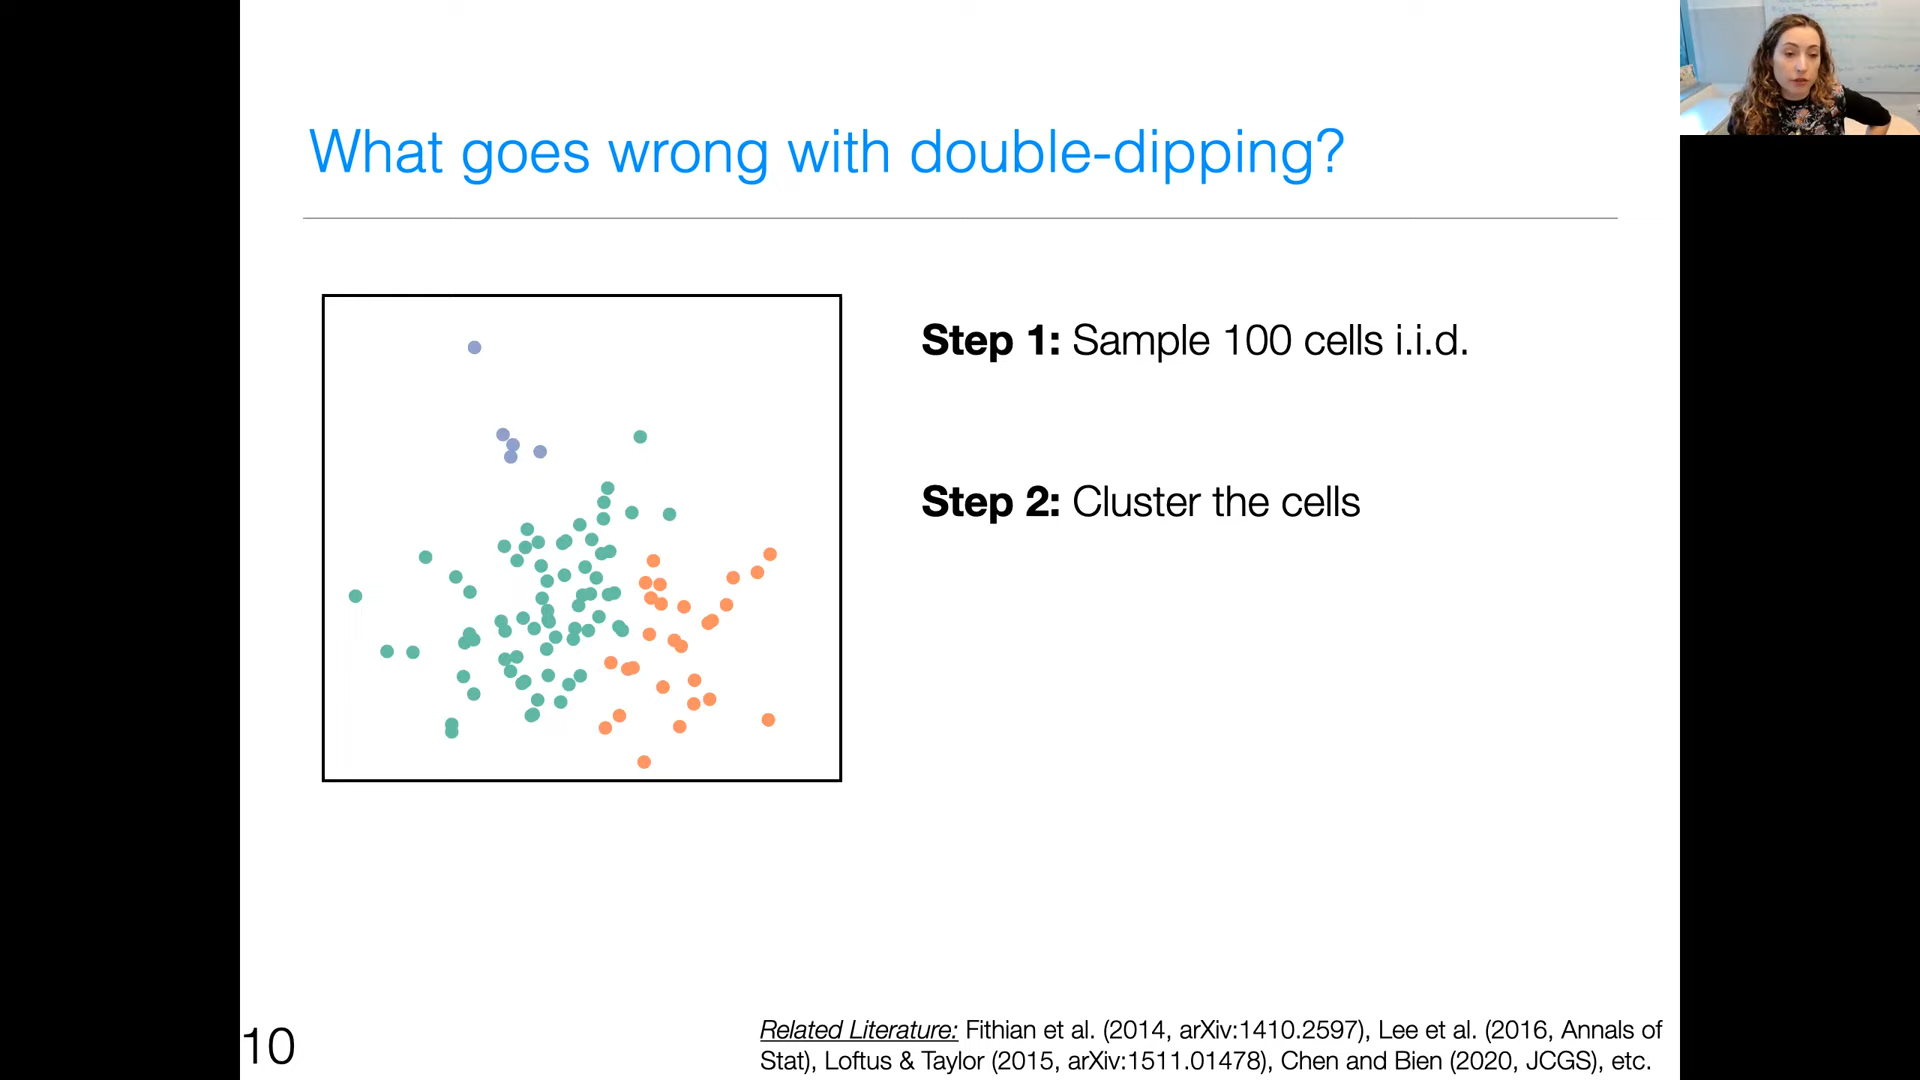 What goes wrong with double-dipping?
Step 1: Sample 100 cells i.i.d.
Step 2: Cluster the cells
10
Related Literature: Fithian et al. (2014, arXiv:1410.2597), Lee et al. (2016, Annals of
Stat), Loftus & Taylor (2015, arXiv:1511.01478), Chen and Bien (2020, JCGS), etc.